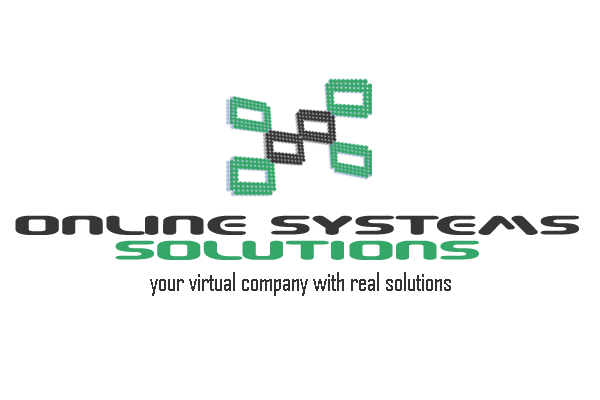 ONLINE SYSTEMS
SOLUTIONS
your virtual company with real solutions